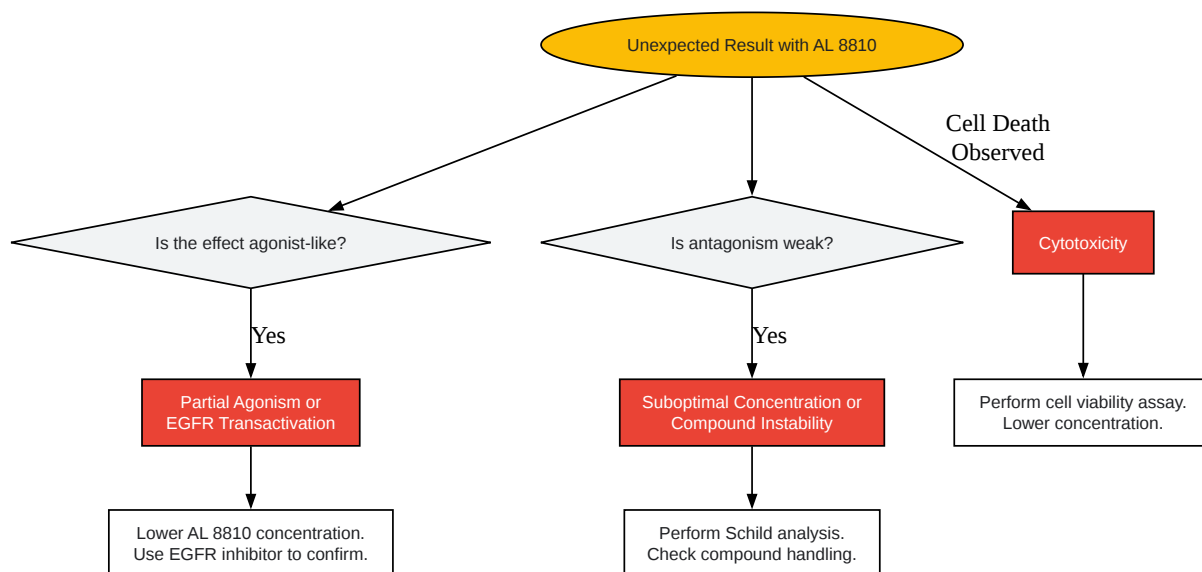 Unexpected Result with AL 8810
Cell Death
Observed
Is the effect agonist-like?
Is antagonism weak?
Cytotoxicity
Yes
Yes
Partial Agonism or
EGFR Transactivation
Suboptimal Concentration or
Compound Instability
Perform cell viability assay.
Lower concentration.
Lower AL 8810 concentration.
Use EGFR inhibitor to confirm.
Perform Schild analysis.
Check compound handling.